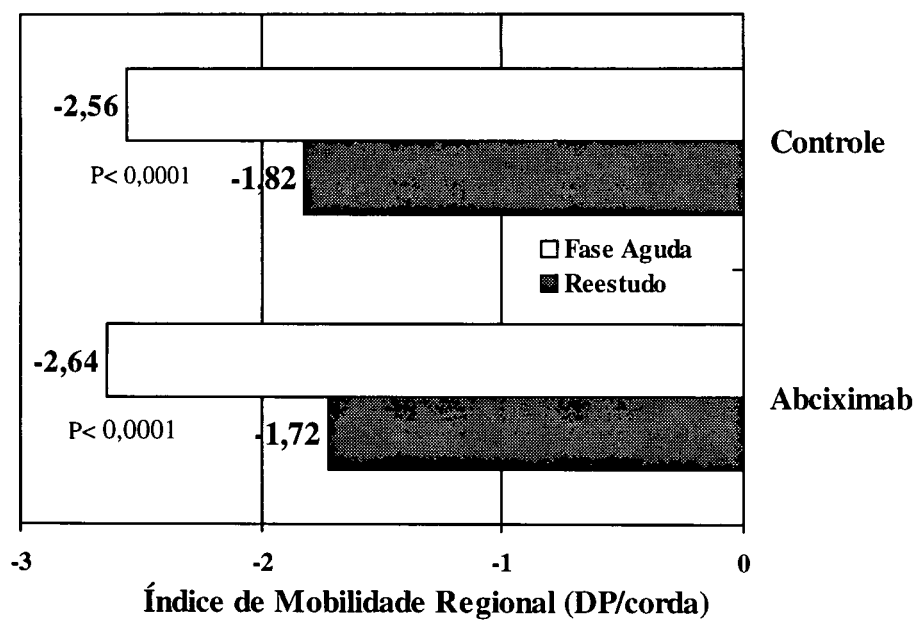 -2,56
Controle
P< 0,0001
-1,82
Fase Aguda
Reestudo
-2,64
Abciximab
P< 0,0001
-1,72
-3 -2 -1 0
Índice de Mobilidade Regional (DP/corda)